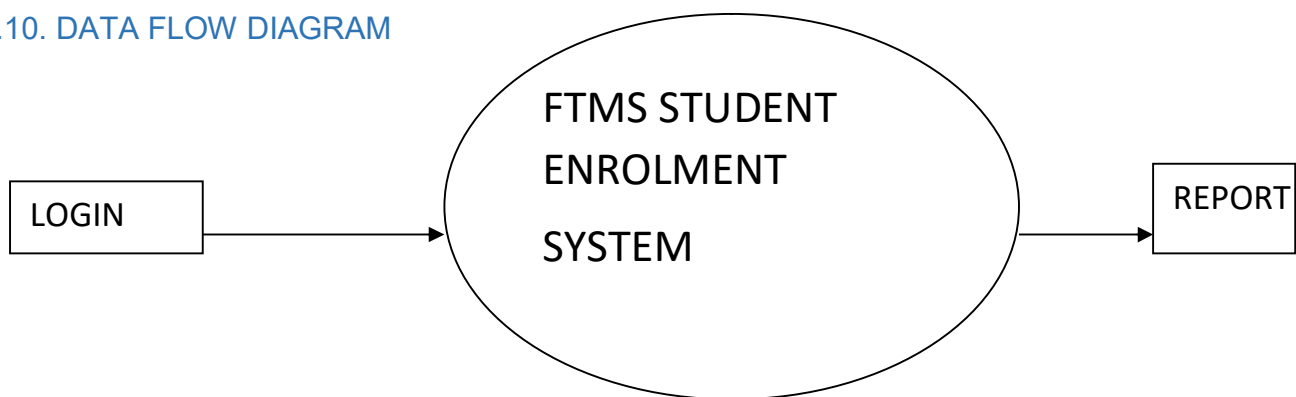 .10. DATA FLOW DIAGRAM
FTMS STUDENT
ENROLMENT
SYSTEM
LOGIN
REPORT